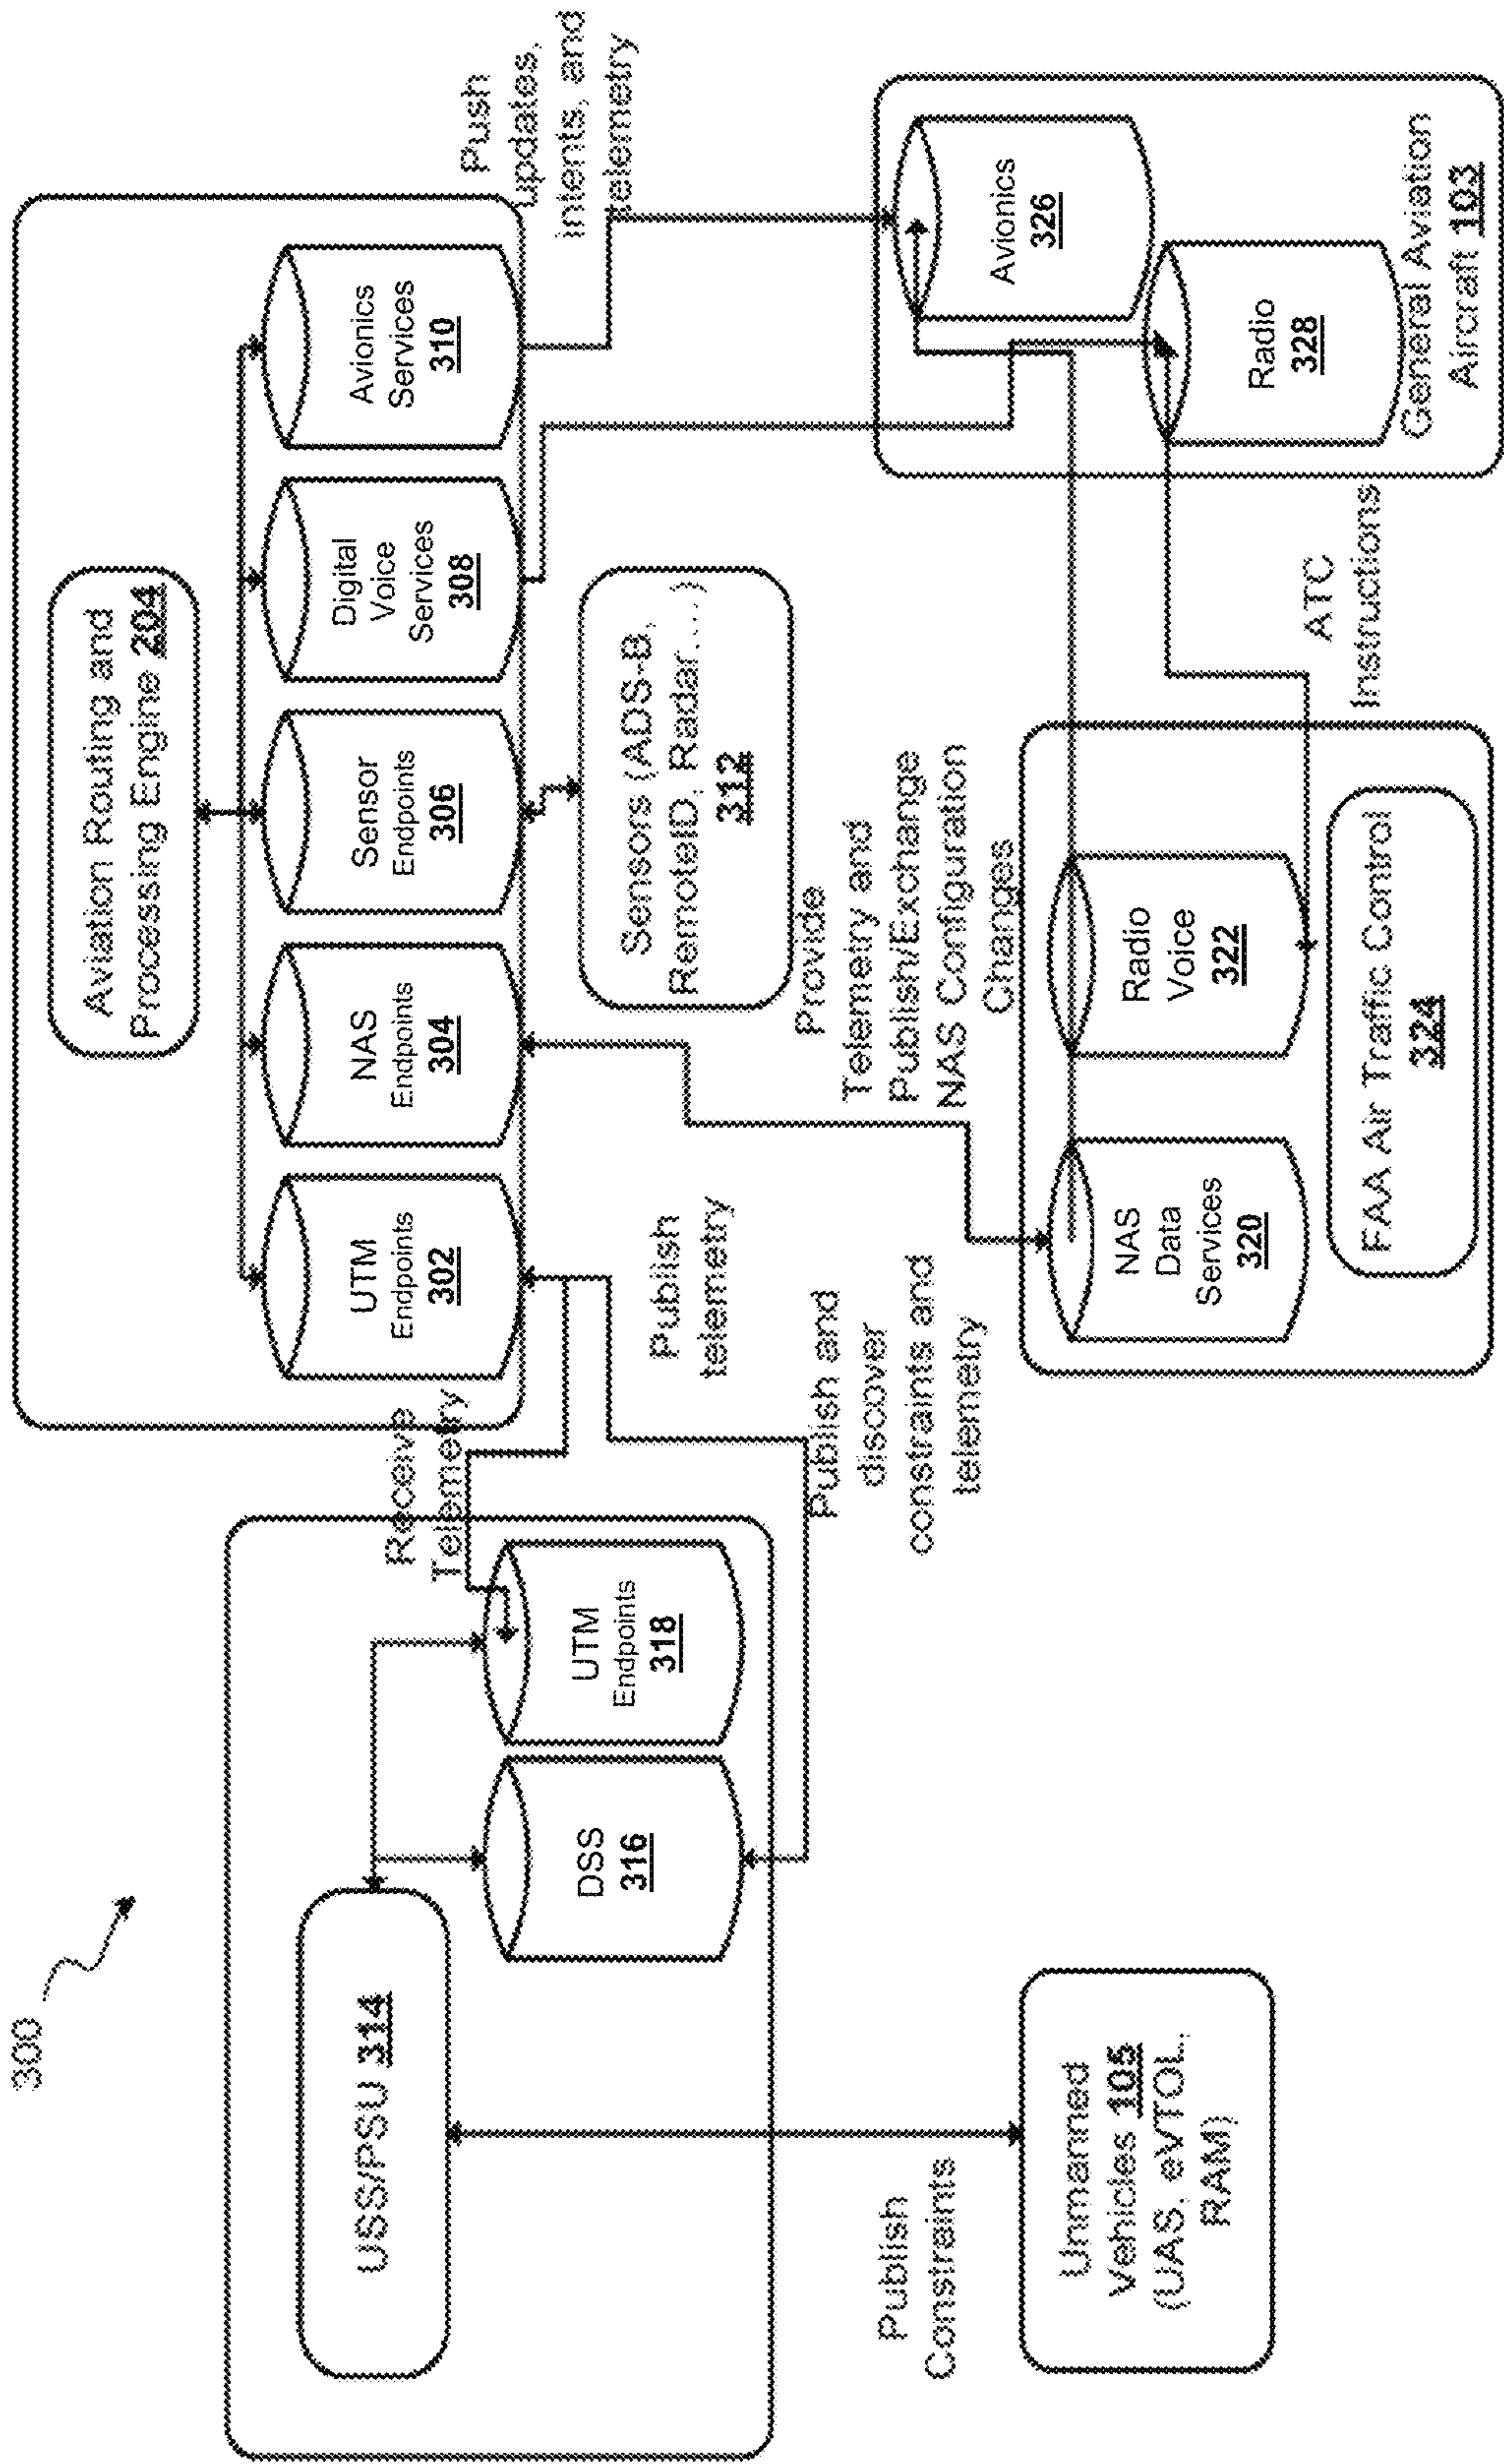 300
Aviation Routing and
Processing Engine 204
UTM
Endpoints
302
NAS
Endpoints
304
Sensor
Endpoints
306
Digital
Voice
Services
308
Avionics
Services
310
USS/PSU 314
DSS
316
UTM
Endpoints
318
Receive
Telemetry
Publish
telemetry
Publish and
discover
constraints and
telemetry
Sensors (ADS-B,
RemoteID, Radar....)
312
Push
updates,
intents, and
telemetry
Provide
Telemetry and
Publish/Exchange
NAS Configuration
Changes
Publish
Constraints
Unmanned
Vehicles 105
(UAS, eVTOL,
RAM)
NAS
Data
Services
320
Radio
Voice
322
FAA Air Traffic Control
324
ATC
Instructions
Avionics
326
Radio
328
General Aviation
Aircraft 103